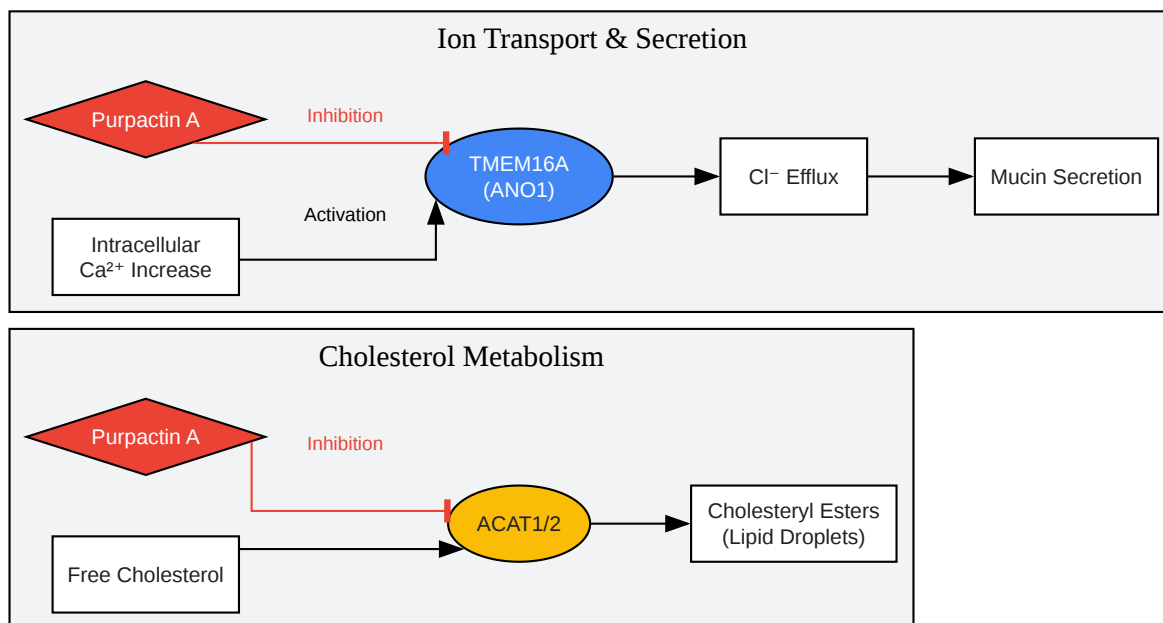 Ion Transport & Secretion
Purpactin A
Inhibition
TMEM16A
(ANO1)
Cl⁻ Efflux
Mucin Secretion
Activation
Intracellular
Ca²⁺ Increase
Cholesterol Metabolism
Purpactin A
Inhibition
ACAT1/2
Cholesteryl Esters
(Lipid Droplets)
Free Cholesterol